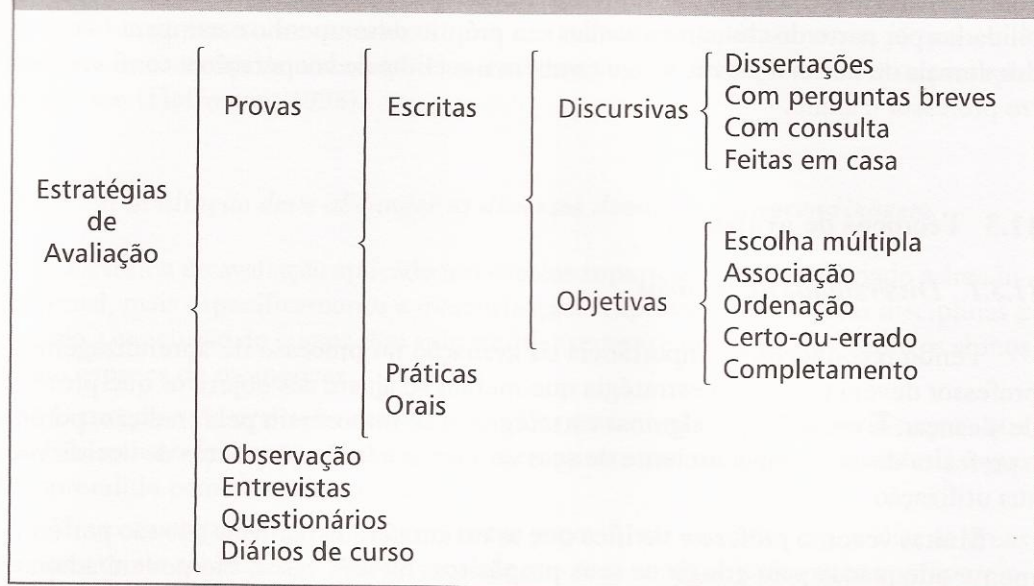 Estratégias
de
Avaliação
Provas
Escritas
Discursivas
Dissertações
Com perguntas breves
Com consulta
Feitas em casa
Objetivas
Escolha múltipla
Associação
Ordenação
Certo-ou-errado
Completamento
Práticas
Orais
Observação
Entrevistas
Questionários
Diários de curso